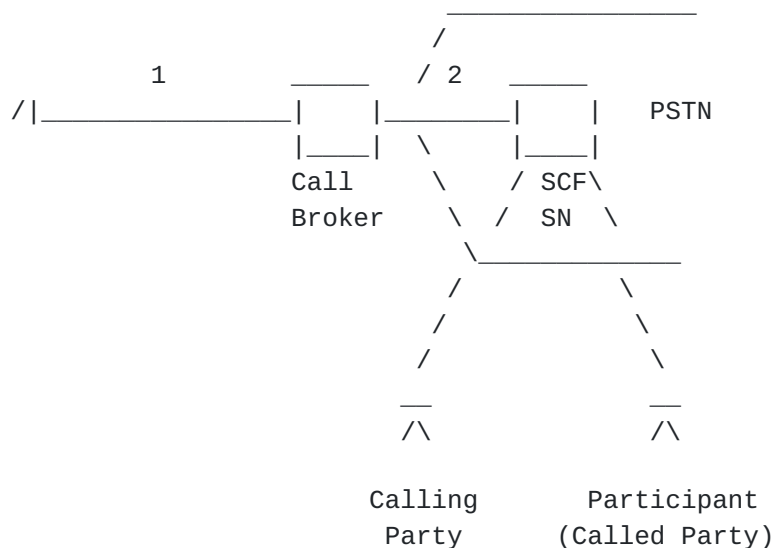 1 2
PSTN
Call SCF
Broker SN
Calling Participant
Party (Called Party)